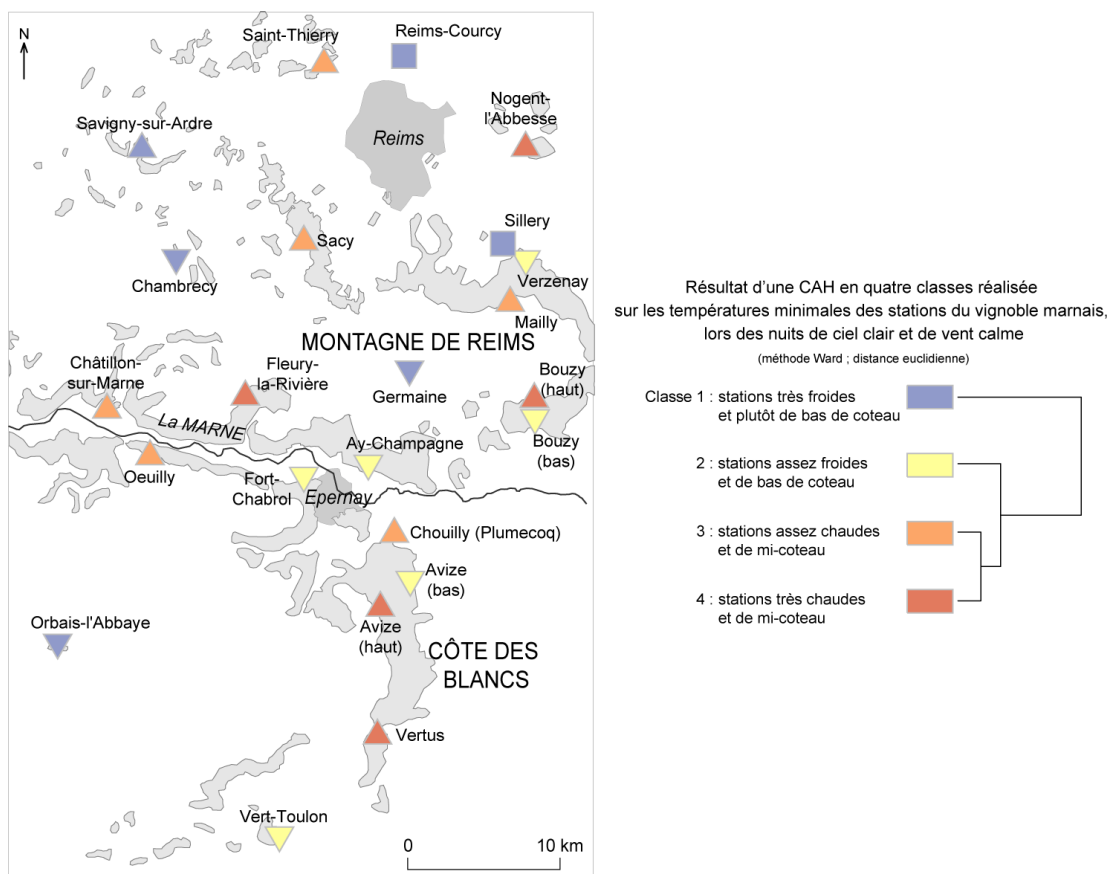 N
Saint-Thierry
Reims-Courcy
Nogent-
l'Abbesse
Savigny-sur-Ardre
Reims
Sillery
Sacy
Chambrecy
Verzenay
Mailly
MONTAGNE DE REIMS
Châtillon-
sur-Marne
Fleury-
la-Rivière
Germaine
Bouzy
(haut)
La MARNE
Ay-Champagne
Bouzy
(bas)
Oeuilly
Fort-
Chabrol
Epernay
Chouilly (Plumecoq)
Avize
(bas)
Orbais-l'Abbaye
Avize
(haut)
CÔTE DES
BLANCS
Vertus
Vert-Toulon
0 10 km
Résultat d'une CAH en quatre classes réalisée
sur les températures minimales des stations du vignoble marnais,
lors des nuits de ciel clair et de vent calme
(méthode Ward ; distance euclidienne)
Classe 1 : stations très froides
et plutôt de bas de coteau
2 : stations assez froides
et de bas de coteau
3 : stations assez chaudes
et de mi-coteau
4 : stations très chaudes
et de mi-coteau